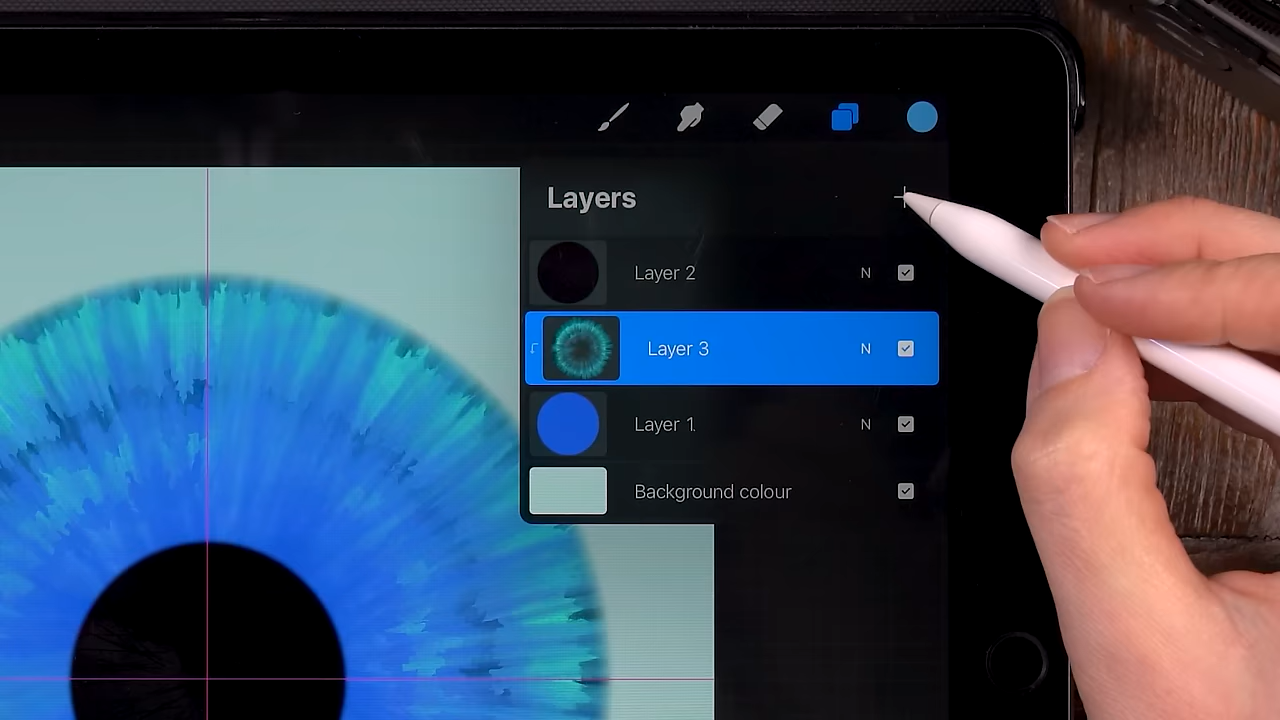 Layers
Layer 2 N
Layer 3 N
Layer 1 N
Background colour